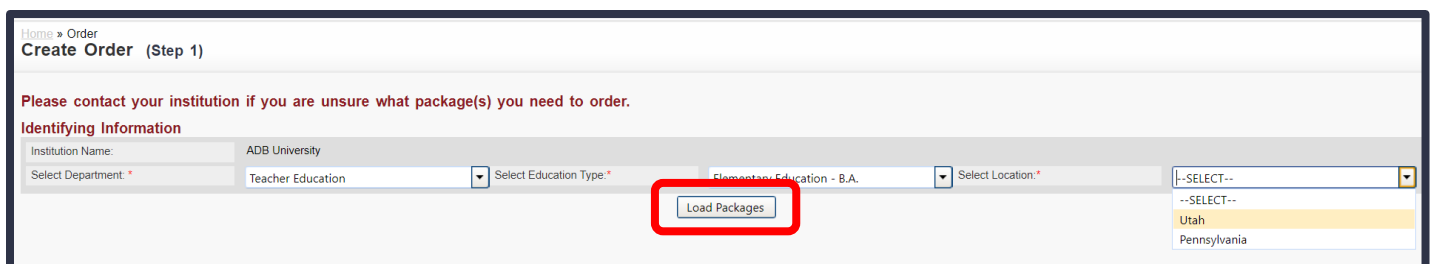 Home » Order
Create Order (Step 1)
Please contact your institution if you are unsure what package(s) you need to order.
Identifying Information
Institution Name: ADB University
Select Department: * Teacher Education Select Education Type:* Elementary Education - B.A. Select Location:* --SELECT--
--SELECT--
Load Packages
Utah
Pennsylvania